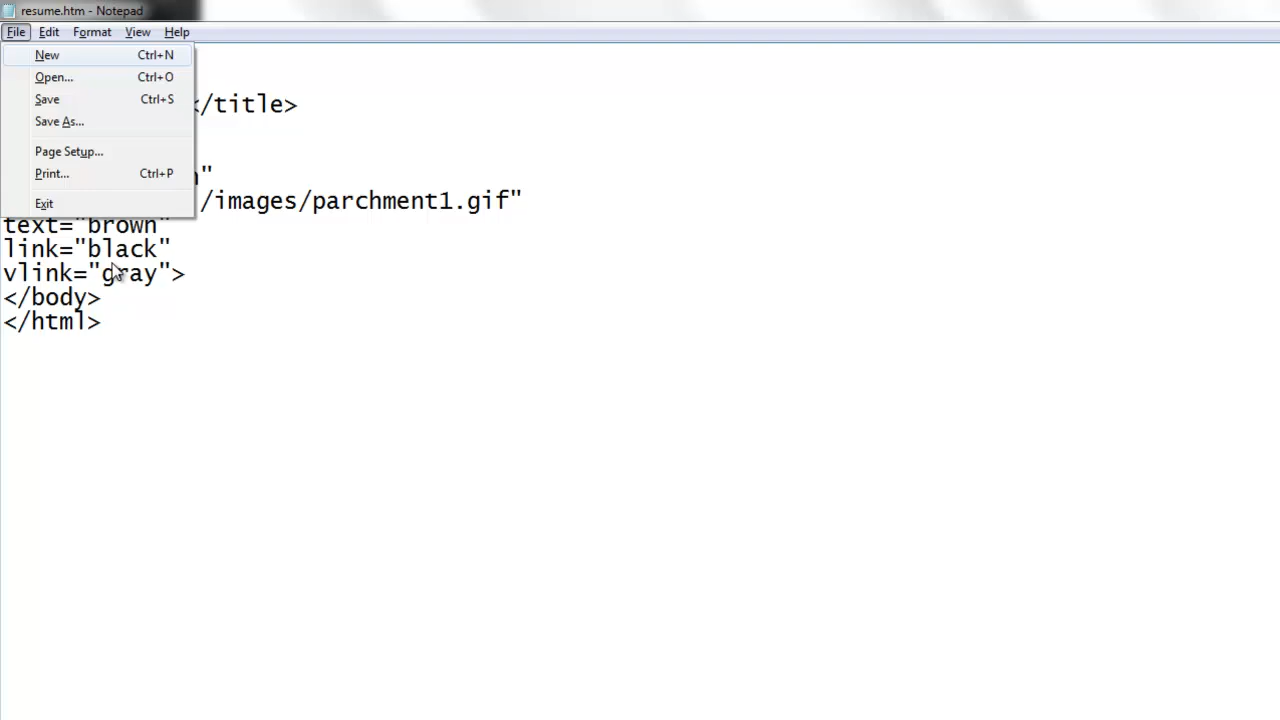 resume.htm - Notepad
File Edit Format View Help
New Ctrl+N
Open... Ctrl+O
Save Ctrl+S
</title>
Save As...
Page Setup...
Print... Ctrl+P
"
/images/parchment1.gif"
Exit
text="brown"
link="black"
vlink="gray">
</body>
</html>